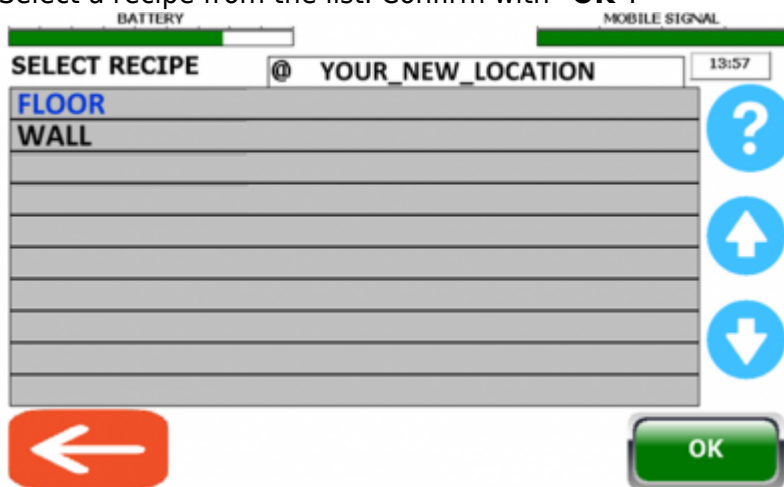 Select a recipe from the list. Confirm with "OK".
BATTERY MOBILE SIGNAL
SELECT RECIPE @ YOUR_NEW_LOCATION 13:57
FLOOR
WALL
?
OK